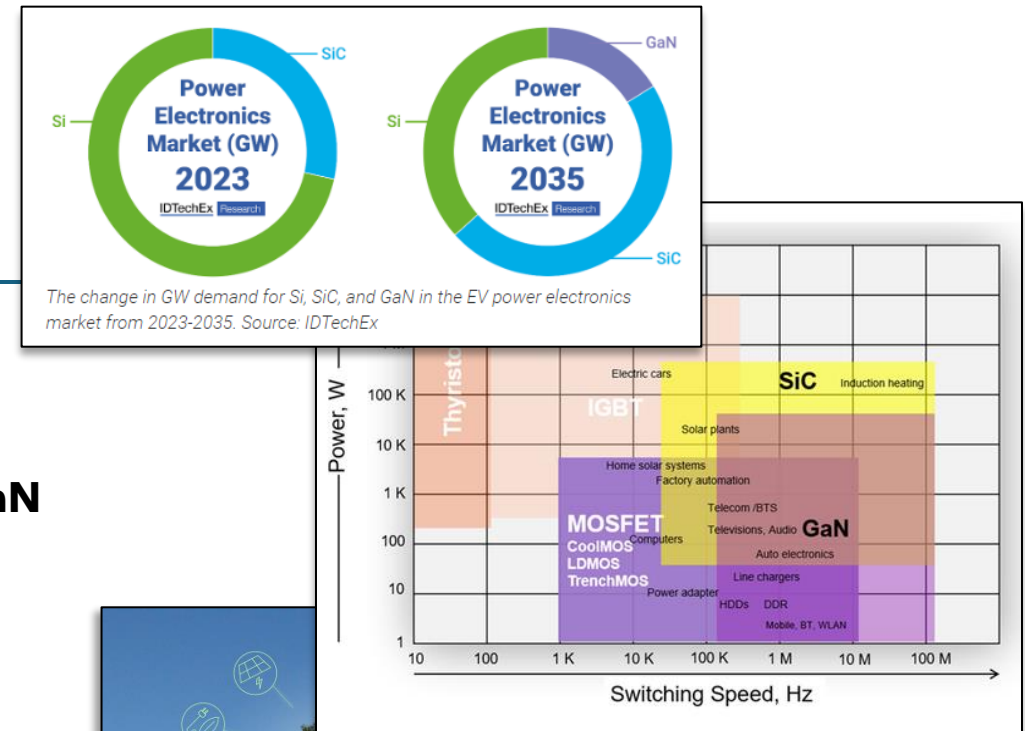 SiC
Si
Power
Electronics
Market (GW)
2023
IDTechEx Research
GaN
Si
Power
Electronics
Market (GW)
2035
IDTechEx Research
SiC
The change in GW demand for Si, SiC, and GaN in the EV power electronics
market from 2023-2035. Source: IDTechEx
Power, W
100 K
10 K
1 K
100
10
1
Electric cars
SiC
Induction heating
IGBT
Solar plants
Home solar systems
Factory automation
MOSFET
CoolMOS
LDMOS
TrenchMOS
Computers
Telecom /BTS
Televisions, Audio
GaN
Auto electronics
Line chargers
Power adapter
HDDs
DDR
Mobile, BT, WLAN
10
100
1 K
10 K
100 K
1 M
10 M
100 M
Switching Speed, Hz